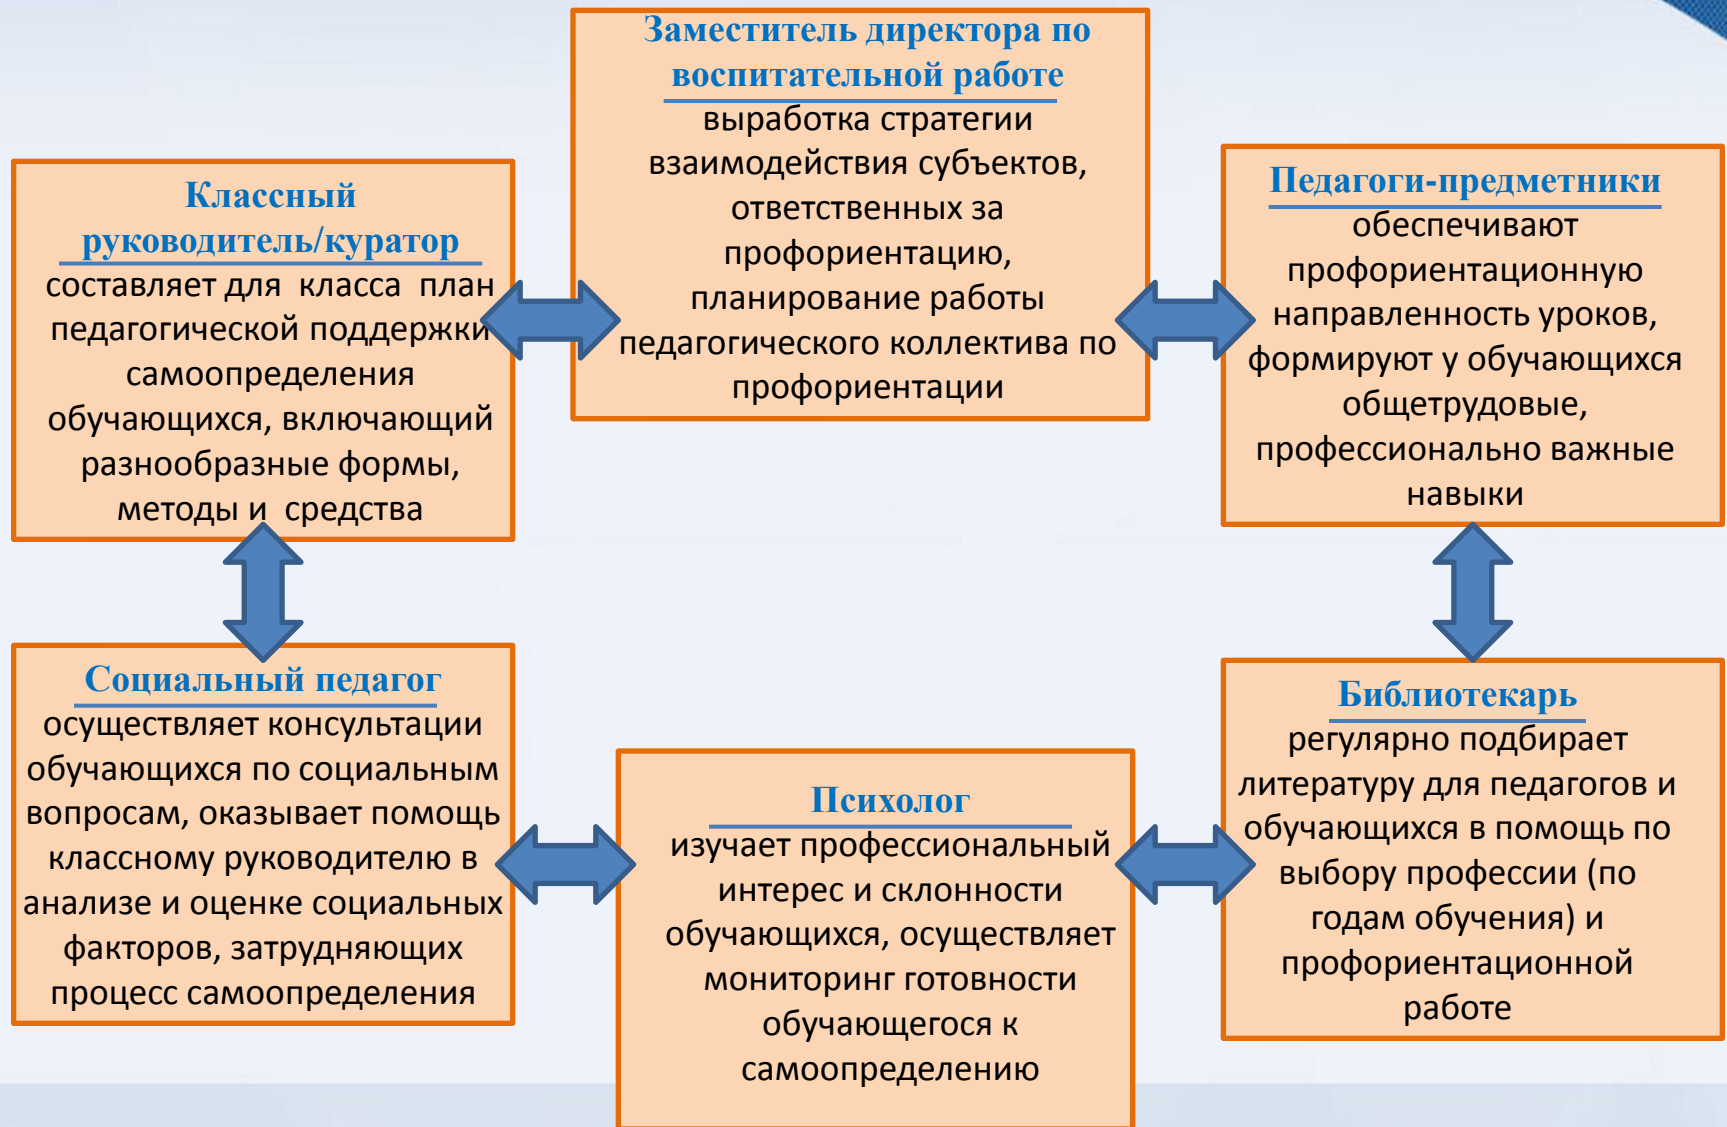 Заместитель директора по
воспитательной работе
выработка стратегии
взаимодействия субъектов,
ответственных за
профориентацию,
планирование работы
педагогического коллектива по
профориентации
Классный
руководитель/куратор
составляет для класса план
педагогической поддержки
самоопределения
обучающихся, включающий
разнообразные формы,
методы и средства
Педагоги-предметники
обеспечивают
профориентационную
направленность уроков,
формируют у обучающихся
общетрудовые,
профессионально важные
навыки
Социальный педагог
осуществляет консультации
обучающихся по социальным
вопросам, оказывает помощь
классному руководителю в
анализе и оценке социальных
факторов, затрудняющих
процесс самоопределения
Психолог
изучает профессиональный
интерес и склонности
обучающихся, осуществляет
мониторинг готовности
обучающегося к
самоопределению
Библиотекарь
регулярно подбирает
литературу для педагогов и
обучающихся в помощь по
выбору профессии (по
годам обучения) и
профориентационной
работе